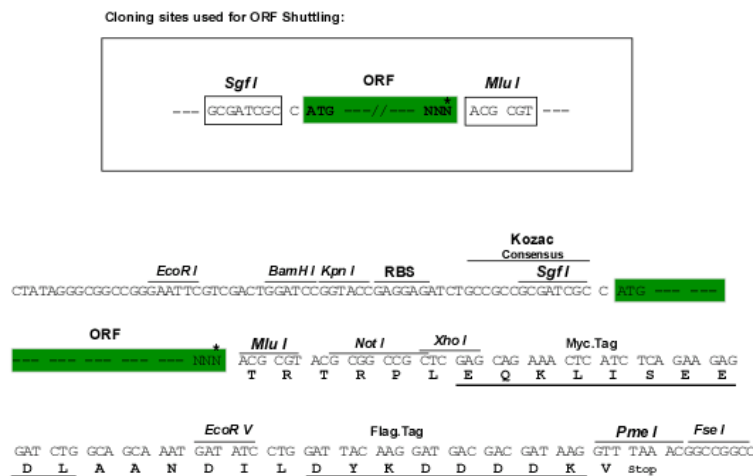 Cloning sites used for ORF Shuttling:
Sgf I ORF Mlu I
--- GCGATCGC C ATG ---//--- NNN* ACG CGT ---
Kozac
Consensus
EcoR I BamH I Kpn I RBS Sgf I
CTATAGGGCGGCCGGGAATTCGTCGACTGGATCCGGTACCGAGGAGATCTGCCGCCGCGATCGC C ATG --- ---
ORF Mlu I Not I Xho I Myc.Tag
--- --- --- --- --- --- NNN* ACG CGT ACG CGG CCG CTC GAG CAG AAA CTC ATC TCA GAA GAG
T R T R P L E Q K L I S E E
EcoR V Flag.Tag Pme I Fse I
GAT CTG GCA GCA AAT GAT ATC CTG GAT TAC AAG GAT GAC GAC GAT AAG GTT TAA ACGGCCGGCC
D L A A N D I L D Y K D D D D K V Stop